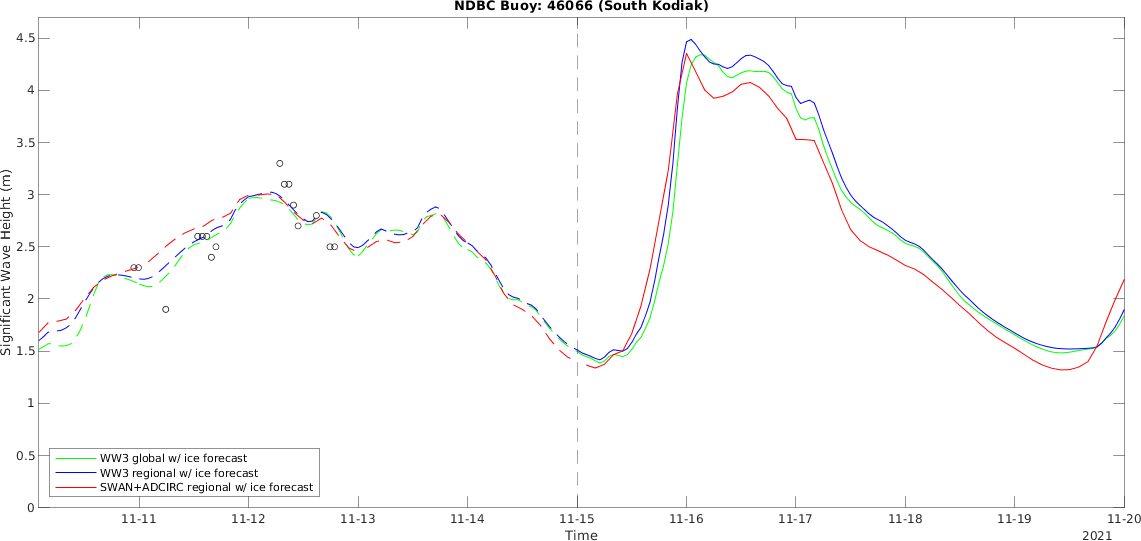 NDBC Buoy: 46066 (South Kodiak)
4.5
4
3.5
3
2.5
2
1.5
1
0.5
0
Significant Wave Height (m)
WW3 global w/ ice forecast
WW3 regional w/ ice forecast
SWAN+ADCIRC regional w/ ice forecast
11-11 11-12 11-13 11-14 11-15 11-16 11-17 11-18 11-19 11-20
Time
2021